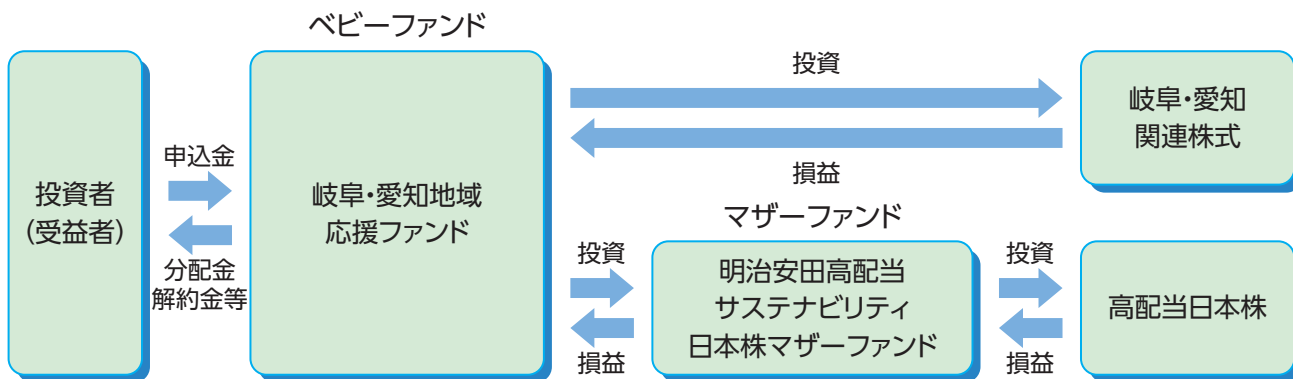 ベビーファンド
投資者
(受益者)
申込金
分配金
解約金等
岐阜・愛知地域
応援ファンド
投資
損益
岐阜・愛知
関連株式
マザーファンド
投資
損益
明治安田高配当
サステナビリティ
日本株マザーファンド
投資
損益
高配当日本株